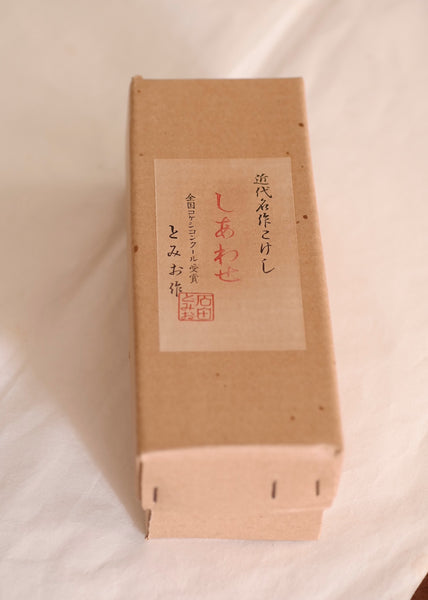 近代名作こけし
しあわせ
全国コケシコンクール受賞
とみお作
石田
とみお